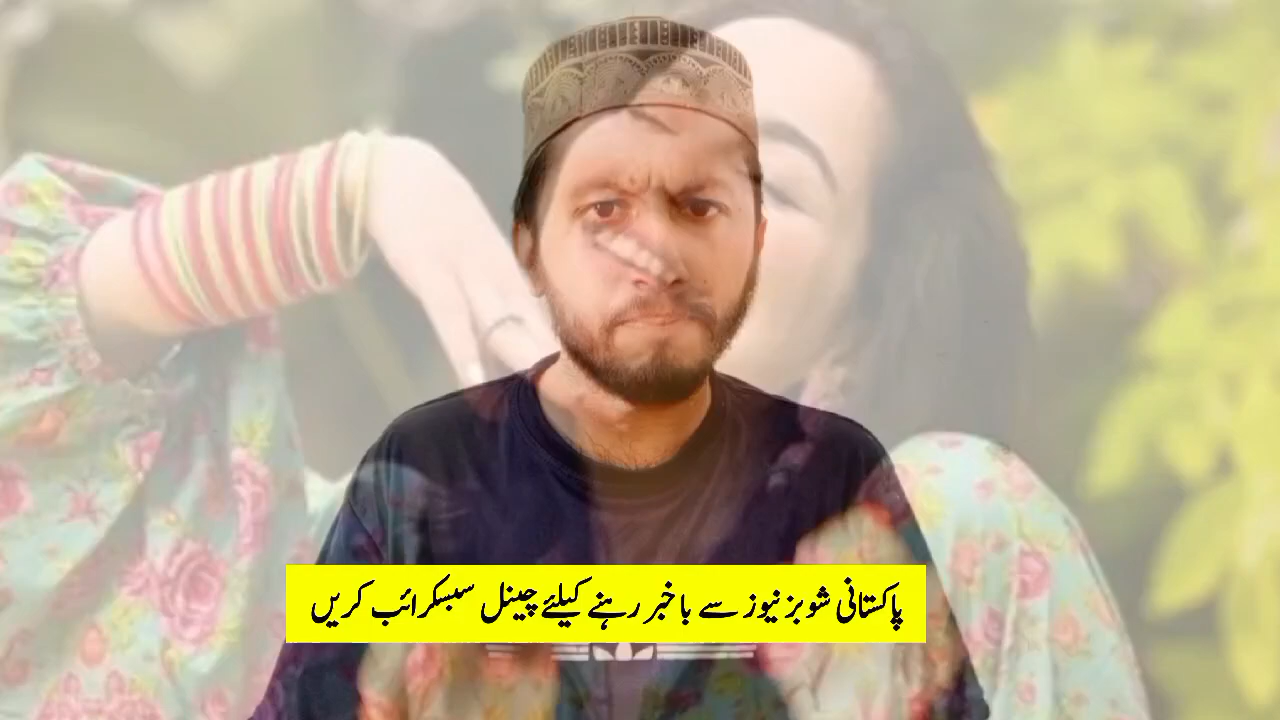 پاکستانی شوبز نیوز سے باخبر رہنے کیلئے چینل سبسکرائب کریں